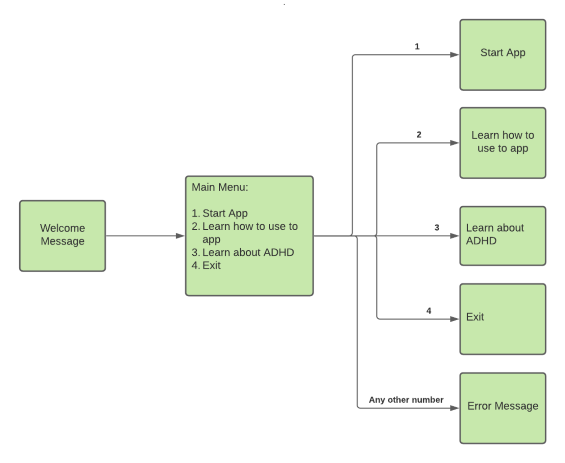 Welcome
Message
Main Menu:
1. Start App
2. Learn how to use to
app
3. Learn about ADHD
4. Exit
1
Start App
2
Learn how to
use to app
3
Learn about
ADHD
4
Exit
Any other number
Error Message